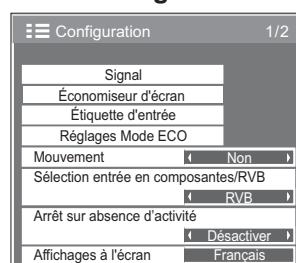 Configuration 1/2
Signal
Économiseur d'écran
Étiquette d'entrée
Réglages Mode ECO
Mouvement Non
Sélection entrée en composantes/RVB
RVB
Arrêt sur absence d'activité
Désactiver
Affichages à l'écran Français